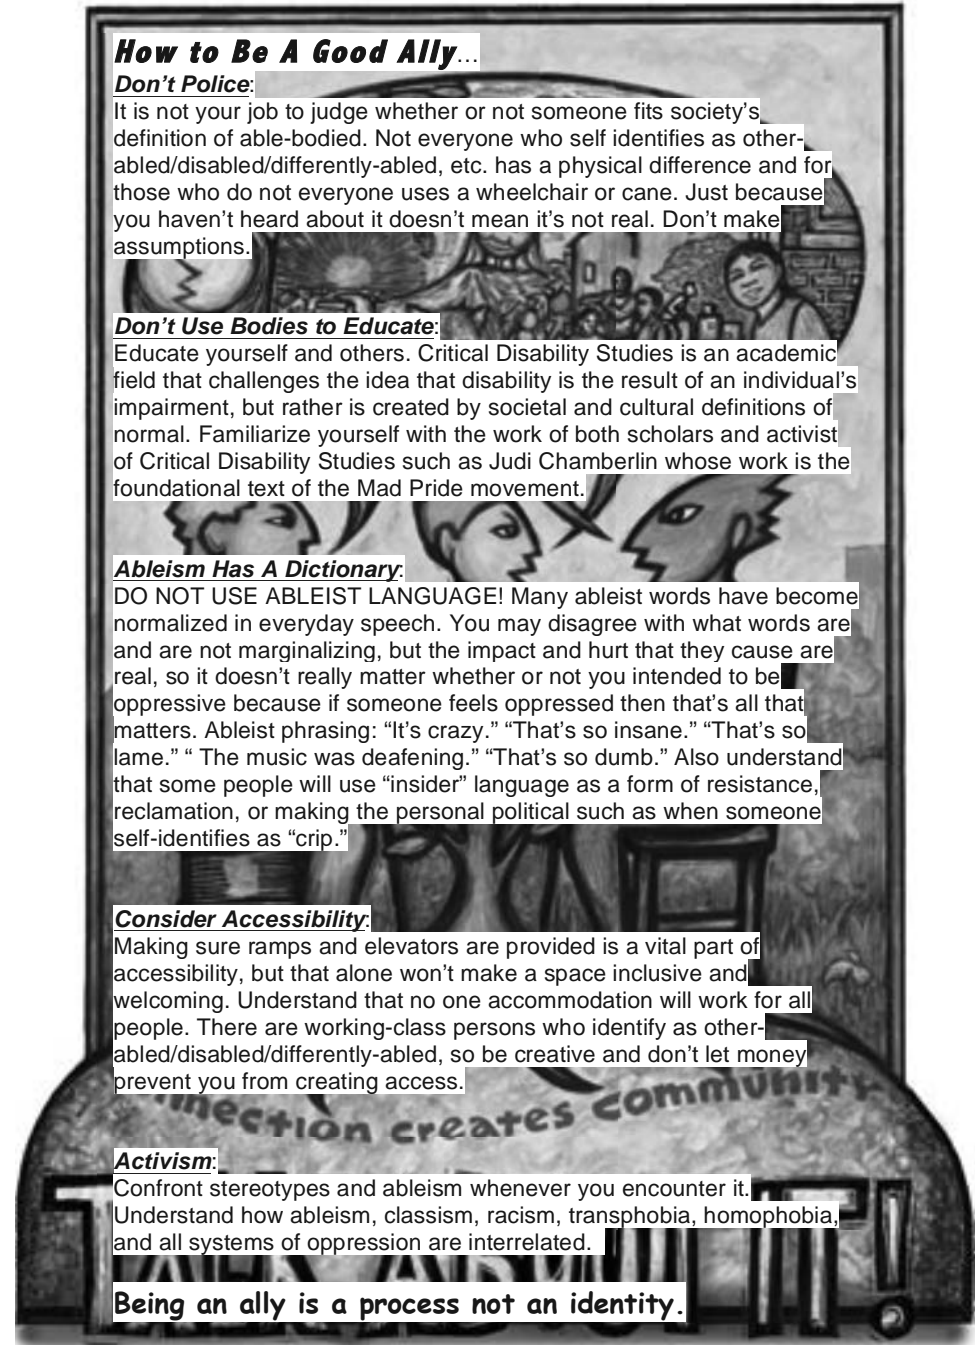 How to Be A Good Ally…
Don't Police:
It is not your job to judge whether or not someone fits society's
definition of able-bodied. Not everyone who self identifies as other-
abled/disabled/differently-abled, etc. has a physical difference and for
those who do not everyone uses a wheelchair or cane. Just because
you haven't heard about it doesn't mean it's not real. Don't make
assumptions.
Don't Use Bodies to Educate:
Educate yourself and others. Critical Disability Studies is an academic
field that challenges the idea that disability is the result of an individual's
impairment, but rather is created by societal and cultural definitions of
normal. Familiarize yourself with the work of both scholars and activist
of Critical Disability Studies such as Judi Chamberlin whose work is the
foundational text of the Mad Pride movement.
Ableism Has A Dictionary:
DO NOT USE ABLEIST LANGUAGE! Many ableist words have become
normalized in everyday speech. You may disagree with what words are
and are not marginalizing, but the impact and hurt that they cause are
real, so it doesn't really matter whether or not you intended to be
oppressive because if someone feels oppressed then that's all that
matters. Ableist phrasing: “It's crazy.” “That's so insane.” “That's so
lame.” “ The music was deafening.” “That's so dumb.” Also understand
that some people will use “insider” language as a form of resistance,
reclamation, or making the personal political such as when someone
self-identifies as “crip.”
Consider Accessibility:
Making sure ramps and elevators are provided is a vital part of
accessibility, but that alone won't make a space inclusive and
welcoming. Understand that no one accommodation will work for all
people. There are working-class persons who identify as other-
abled/disabled/differently-abled, so be creative and don't let money
prevent you from creating access.
creates community
Activism:
Confront stereotypes and ableism whenever you encounter it.
Understand how ableism, classism, racism, transphobia, homophobia,
and all systems of oppression are interrelated.
TALK ABOUT IT!
Being an ally is a process not an identity.